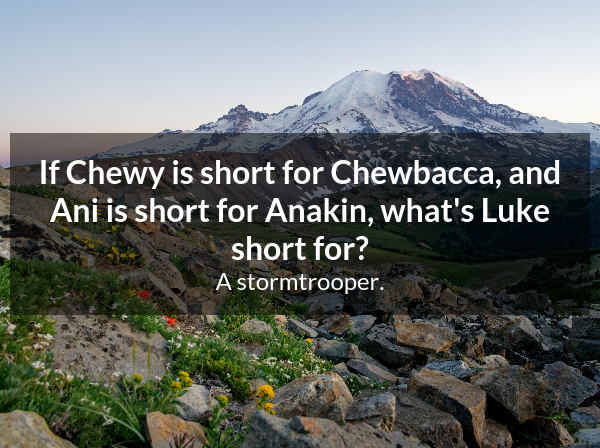 If Chewy is short for Chewbacca, and
Ani is short for Anakin, what's Luke
short for?
A stormtrooper.